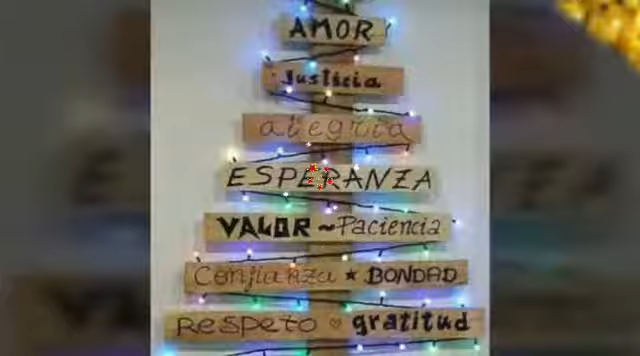 AMOR
Justicia
alegria
ESPERANZA
VALOR ~ Paciencia
Confianza ★ BONDAD
Respeto ♡ gratitud